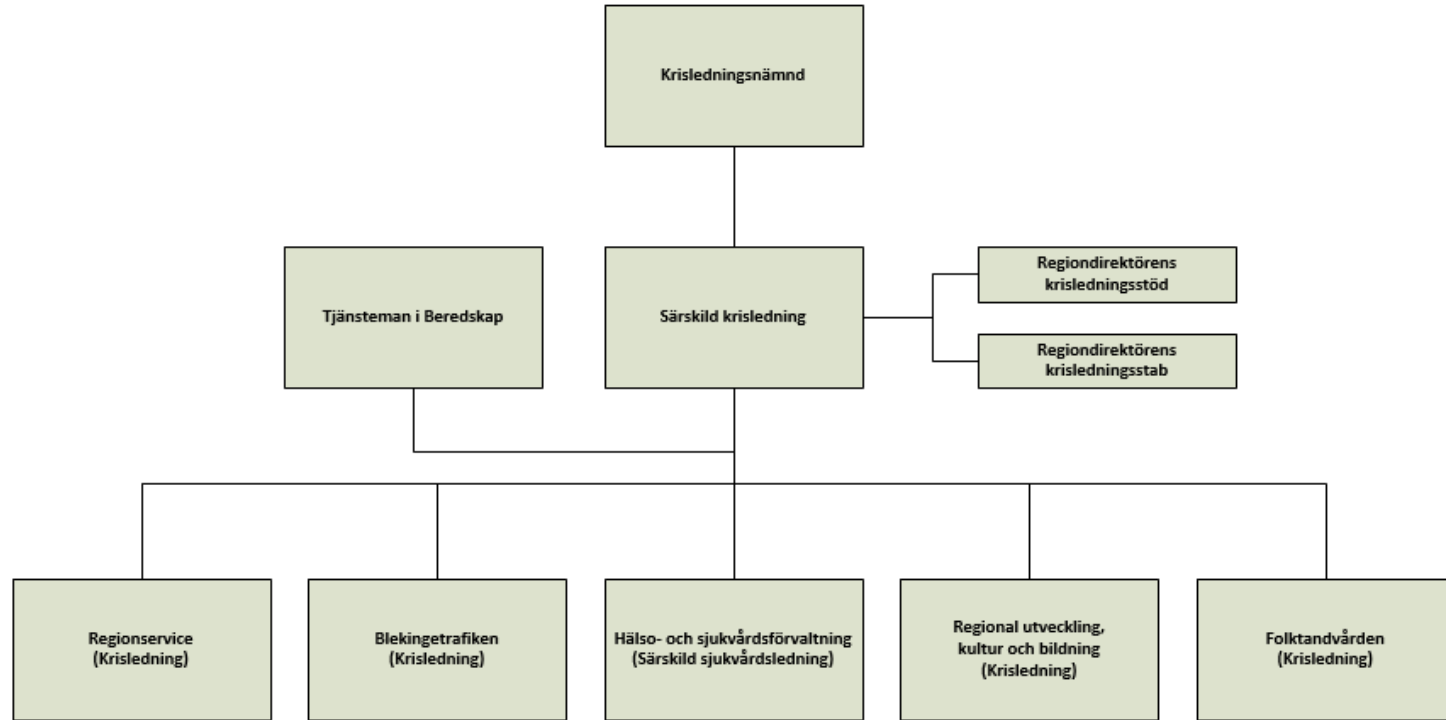 Krisledningsnämnd
Tjänsteman i Beredskap
Särskild krisledning
Regiondirektörens
krisledningsstöd
Regiondirektörens
krisledningsstab
Regionservice
(Krisledning)
Blekingetrafiken
(Krisledning)
Hälso- och sjukvårdsförvaltning
(Särskild sjukvårdsledning)
Regional utveckling,
kultur och bildning
(Krisledning)
Folktandvården
(Krisledning)